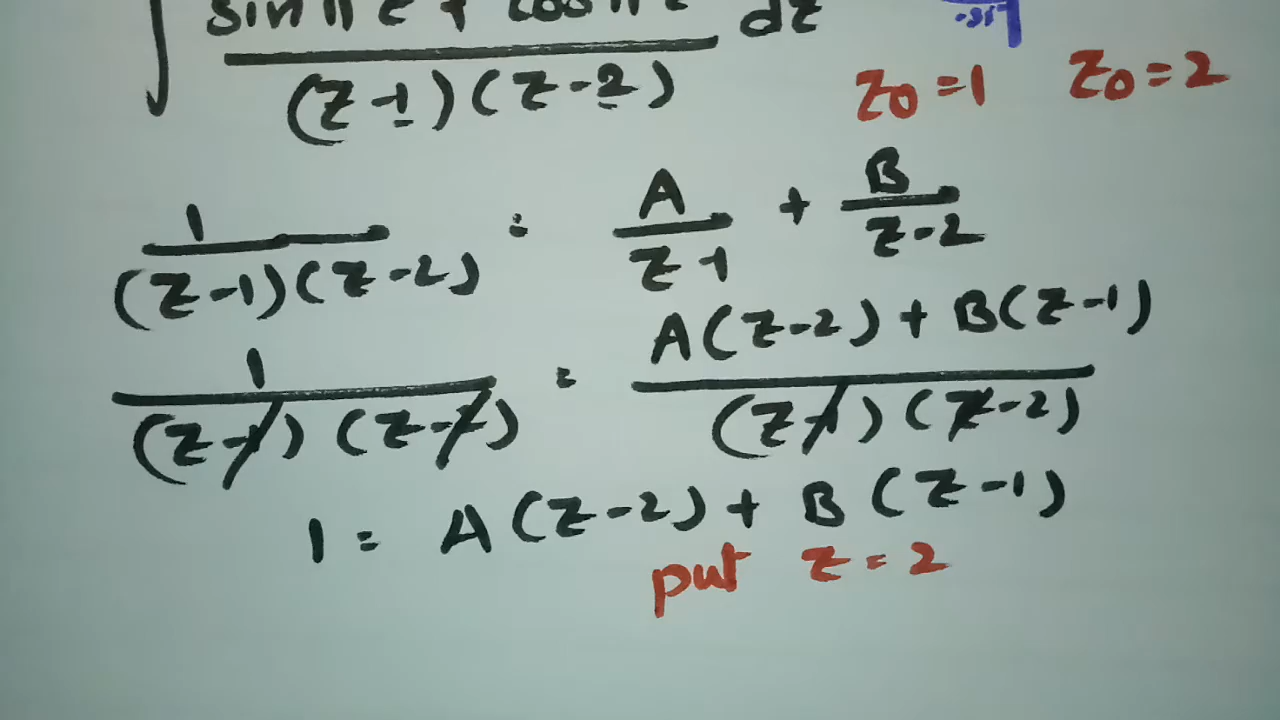 ∫ sin πz + cos πz dz
(z-1)(z-2)
z0=1 z0=2
1/((z-1)(z-2)) = A/(z-1) + B/(z-2)
1/((z-1)(z-2)) = (A(z-2) + B(z-1))/((z-1)(z-2))
1 = A(z-2) + B(z-1)
put z=2